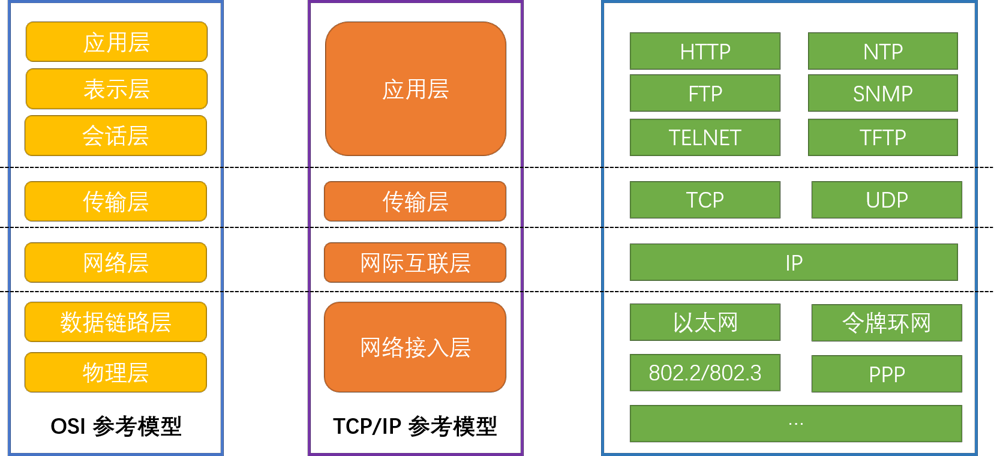 应用层
表示层
会话层
传输层
网络层
数据链路层
物理层
OSI 参考模型
应用层
传输层
网际互联层
网络接入层
TCP/IP 参考模型
HTTP
NTP
FTP
SNMP
TELNET
TFTP
TCP
UDP
IP
以太网
令牌环网
802.2/802.3
PPP
...